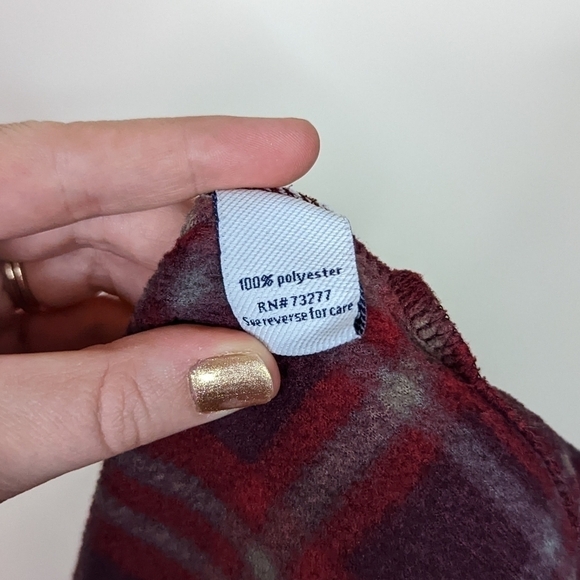 100% polyester
RN#73277
See reverse for care